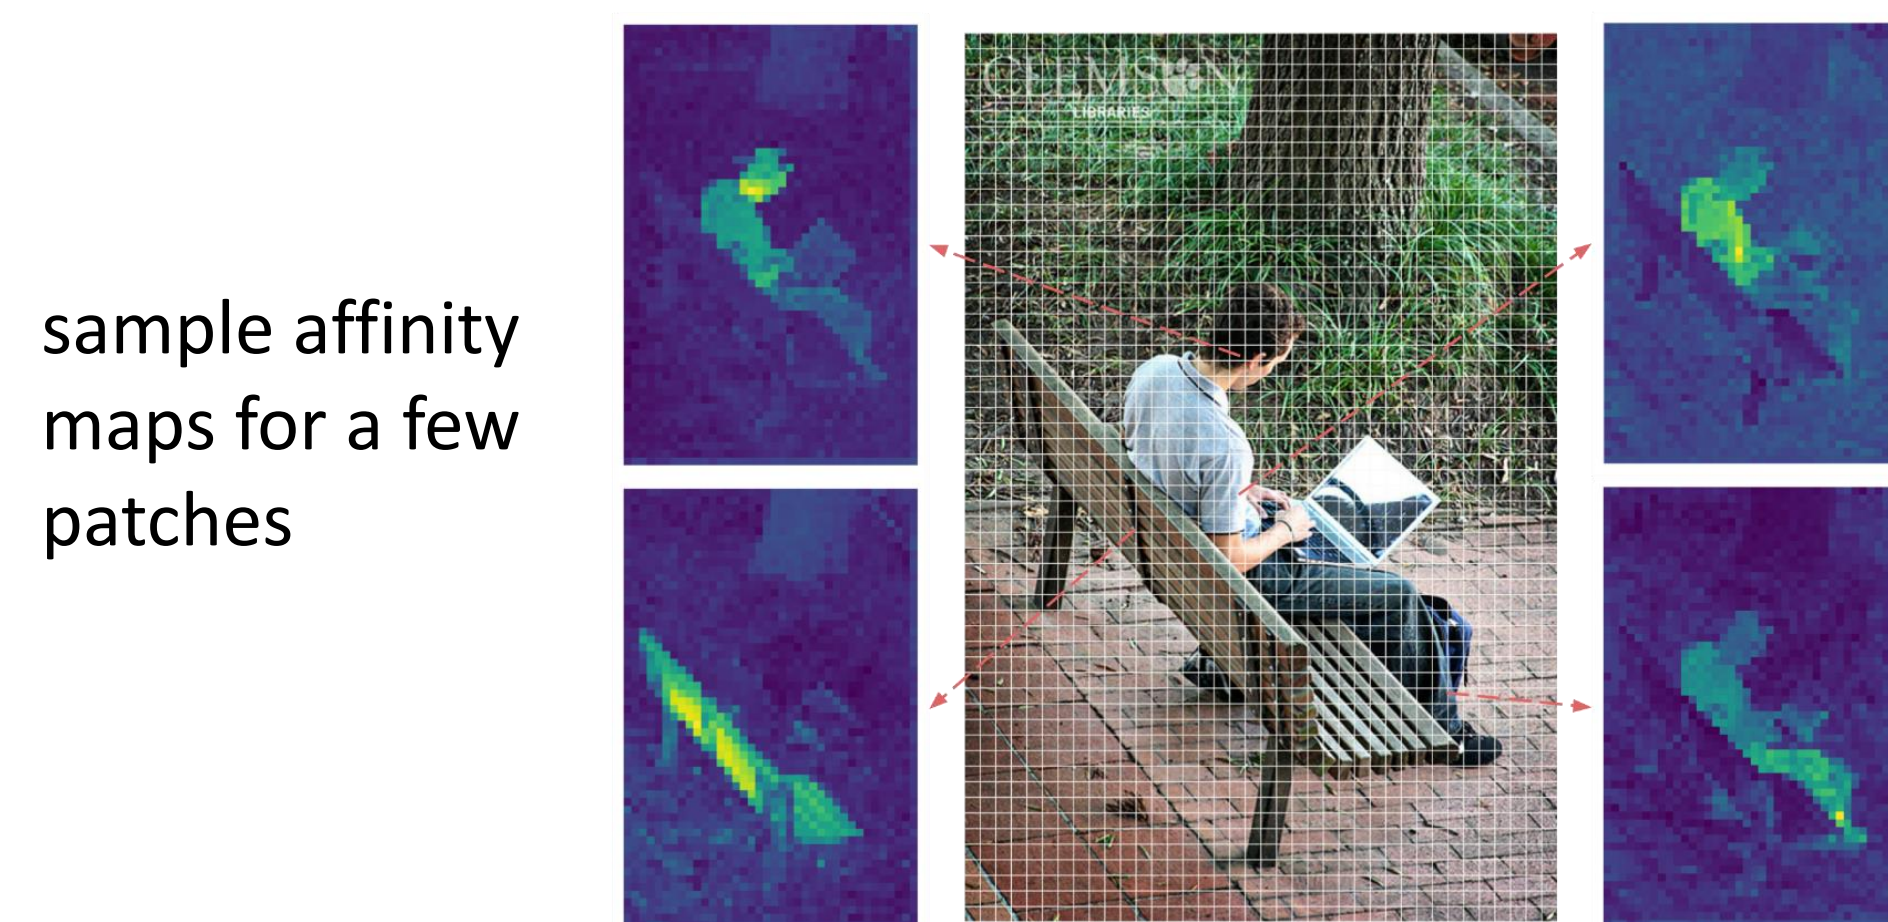 sample affinity
maps for a few
patches
CLEMSON
LIBRARIES